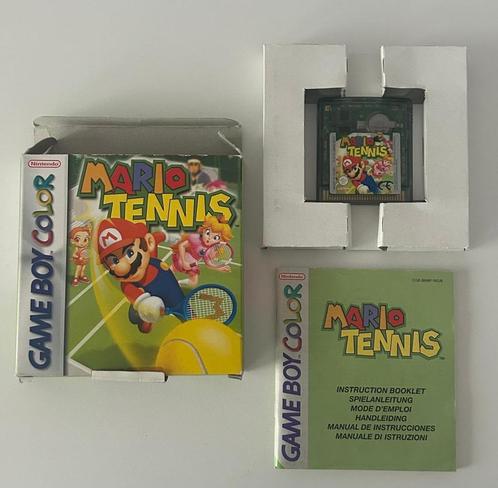 Nintendo
GAME BOY COLOR
MARIO
TENNIS
MARIO
TENNIS
Nintendo
GAME BOY COLOR
MARIO
TENNIS
INSTRUCTION BOOKLET
SPIELANLEITUNG
MODE D'EMPLOI
HANDLEIDING
MANUAL DE INSTRUCCIONES
MANUALE DI ISTRUZIONI